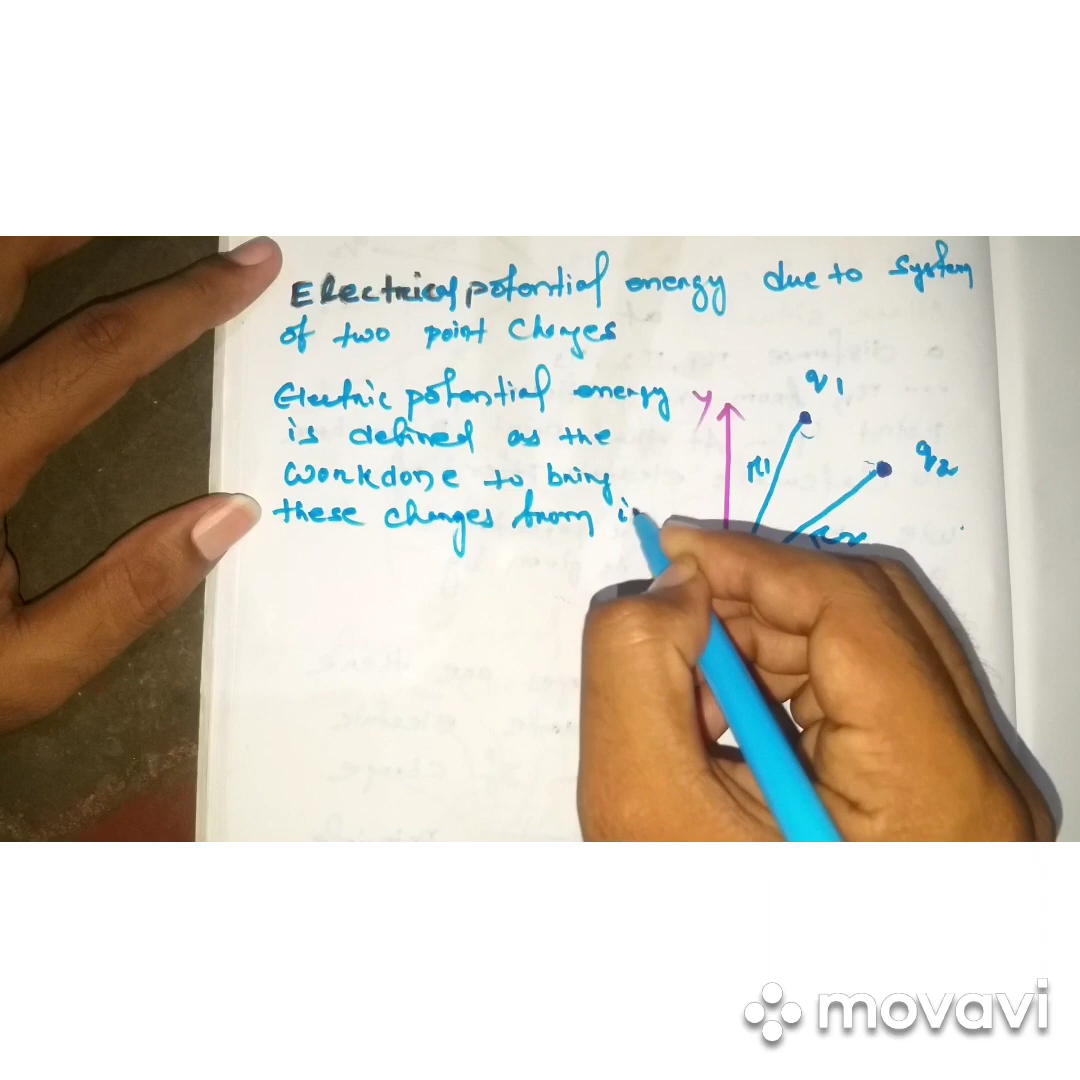 Electrical potential energy due to system
of two point charges
Electric potential energy
is defined as the
workdone to bring
these charges from i
y
q1
r1
q2
r2
movavi